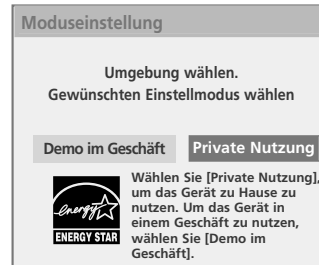 Moduseinstellung
Umgebung wählen.
Gewünschten Einstellmodus wählen
Demo im Geschäft
Private Nutzung
Wählen Sie [Private Nutzung],
um das Gerät zu Hause zu
nutzen. Um das Gerät in
einem Geschäft zu nutzen,
wählen Sie [Demo im
Geschäft].
energy
ENERGY STAR